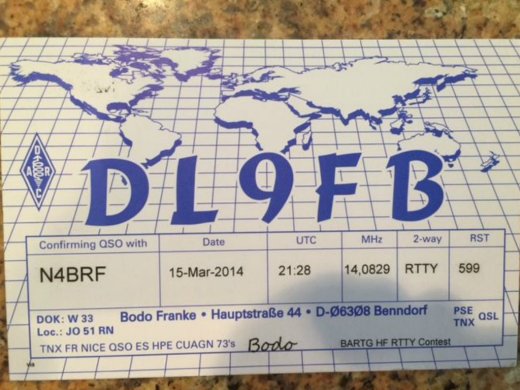 DARC
DL9FB
Confirming QSO with Date UTC MHz 2-way RST
N4BRF 15-Mar-2014 21:28 14,0829 RTTY 599
DOK: W 33 Bodo Franke • Hauptstraße 44 • D-Ø63Ø8 Benndorf PSE QSL
Loc.: JO 51 RN TNX
TNX FR NICE QSO ES HPE CUAGN 73's Bodo BARTG HF RTTY Contest